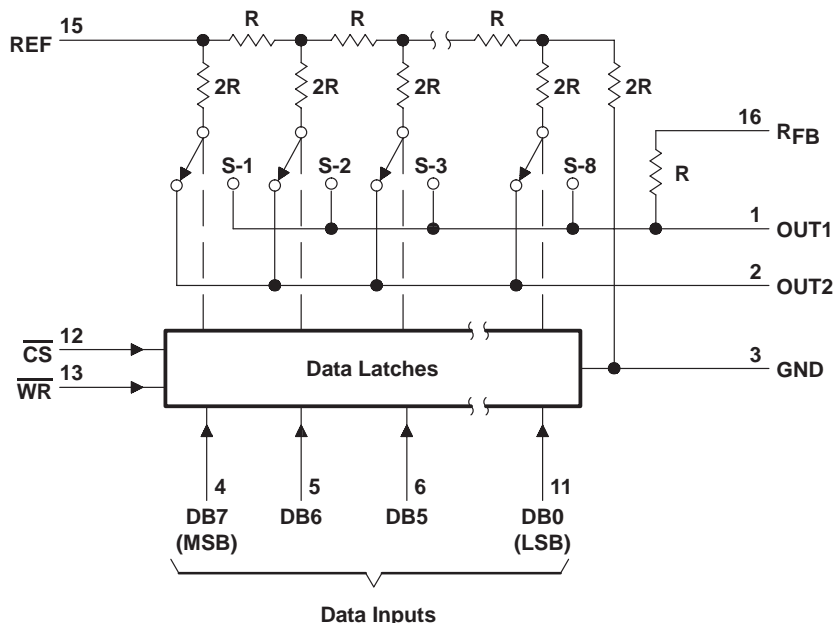 R R R
15
REF
2R 2R 2R 2R 2R
16
RFB
S-1 S-2 S-3 S-8
R
1
OUT1
2
OUT2
12
CS
13
WR
Data Latches
3
GND
4 5 6 11
DB7 DB6 DB5 DB0
(MSB) (LSB)
Data Inputs